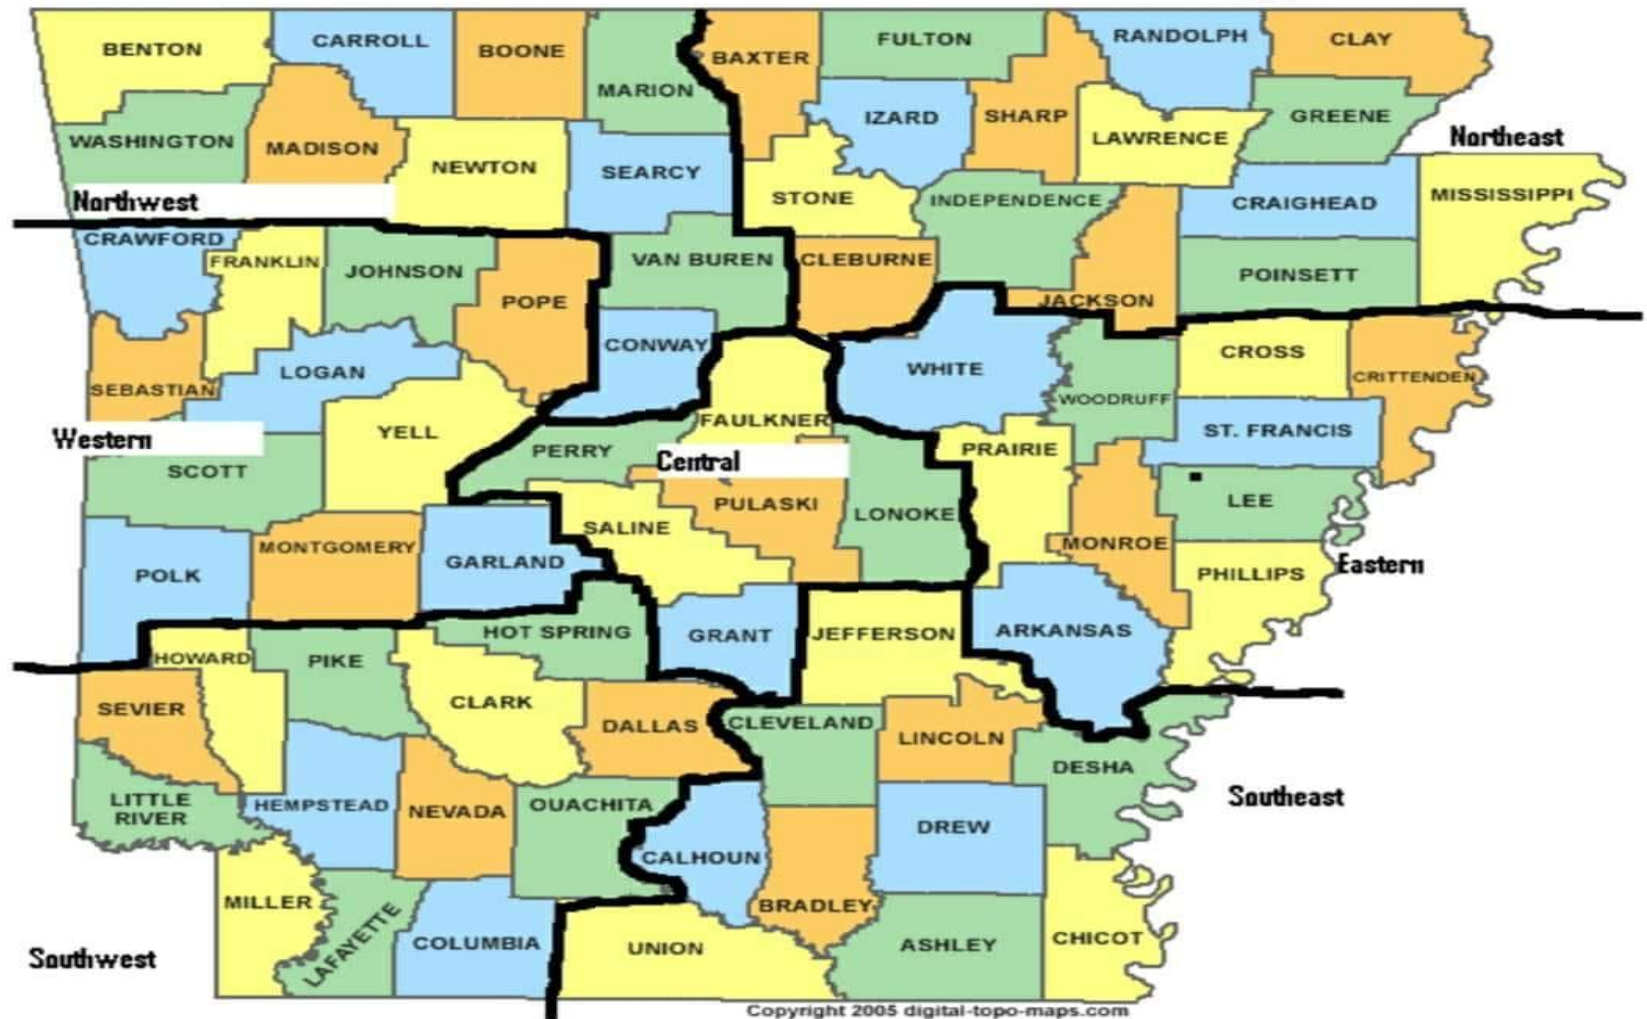 BENTON
CARROLL
BOONE
MARION
BAXTER
FULTON
RANDOLPH
CLAY
IZARD
SHARP
LAWRENCE
GREENE
Northeast
WASHINGTON
MADISON
NEWTON
SEARCY
STONE
INDEPENDENCE
CRAIGHEAD
MISSISSIPPI
Northwest
CRAWFORD
FRANKLIN
JOHNSON
POPE
VAN BUREN
CLEBURNE
JACKSON
POINSETT
SEBASTIAN
LOGAN
CONWAY
WHITE
WOODRUFF
CROSS
CRITTENDEN
Western
SCOTT
YELL
PERRY
FAULKNER
Central
PRAIRIE
ST. FRANCIS
LEE
POLK
MONTGOMERY
GARLAND
SALINE
PULASKI
LONOKE
MONROE
PHILLIPS
Eastern
HOWARD
PIKE
HOT SPRING
GRANT
JEFFERSON
ARKANSAS
SEVIER
CLARK
DALLAS
CLEVELAND
LINCOLN
DESHA
LITTLE
RIVER
HEMPSTEAD
NEVADA
OUACHITA
CALHOUN
DREW
Southeast
MILLER
LAFAYETTE
COLUMBIA
UNION
BRADLEY
ASHLEY
CHICOT
Southwest
Copyright 2005 digital-topo-maps.com